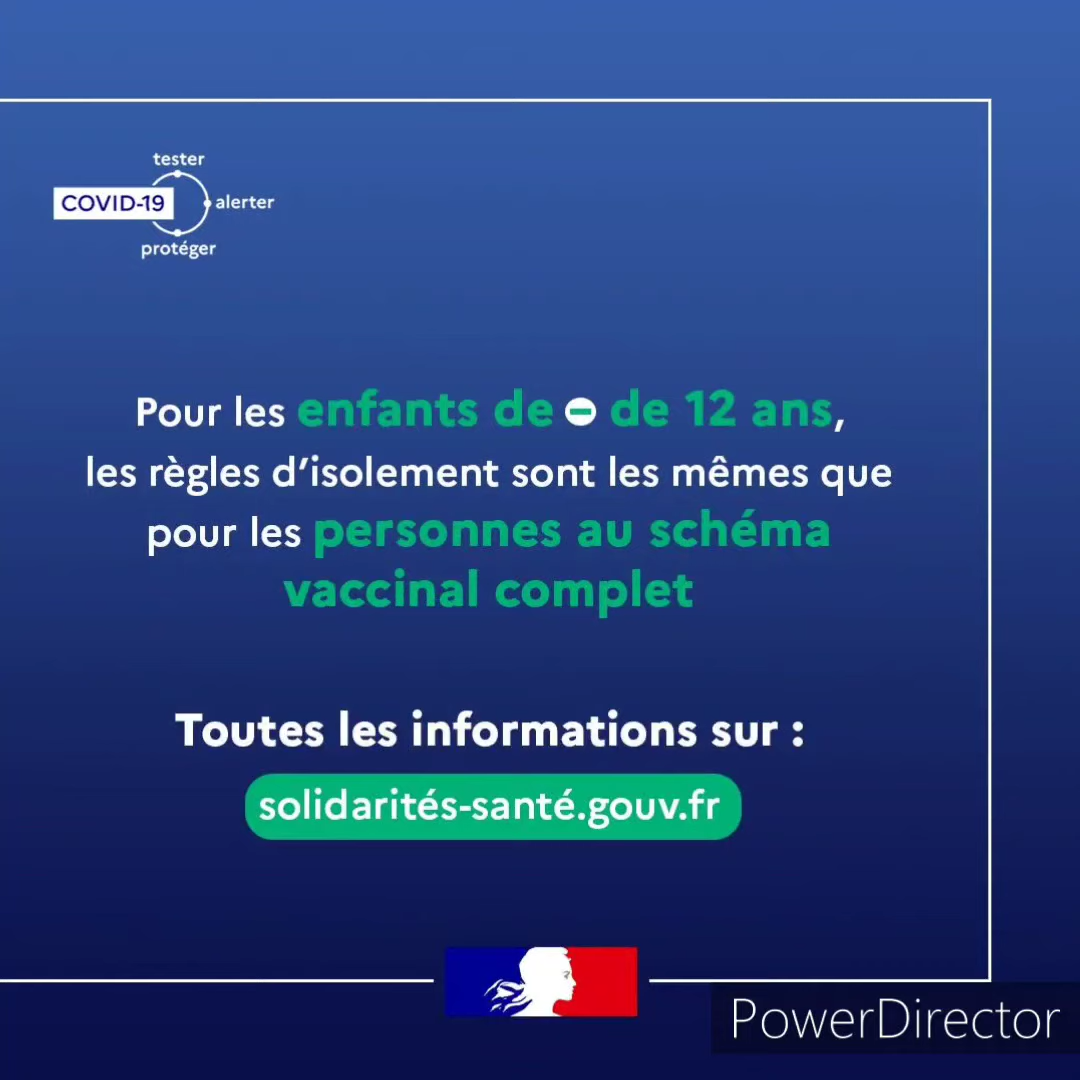 tester
COVID-19
alerter
protéger
Pour les enfants de - de 12 ans,
les règles d’isolement sont les mêmes que
pour les personnes au schéma
vaccinal complet
Toutes les informations sur :
solidarités-santé.gouv.fr
PowerDirector